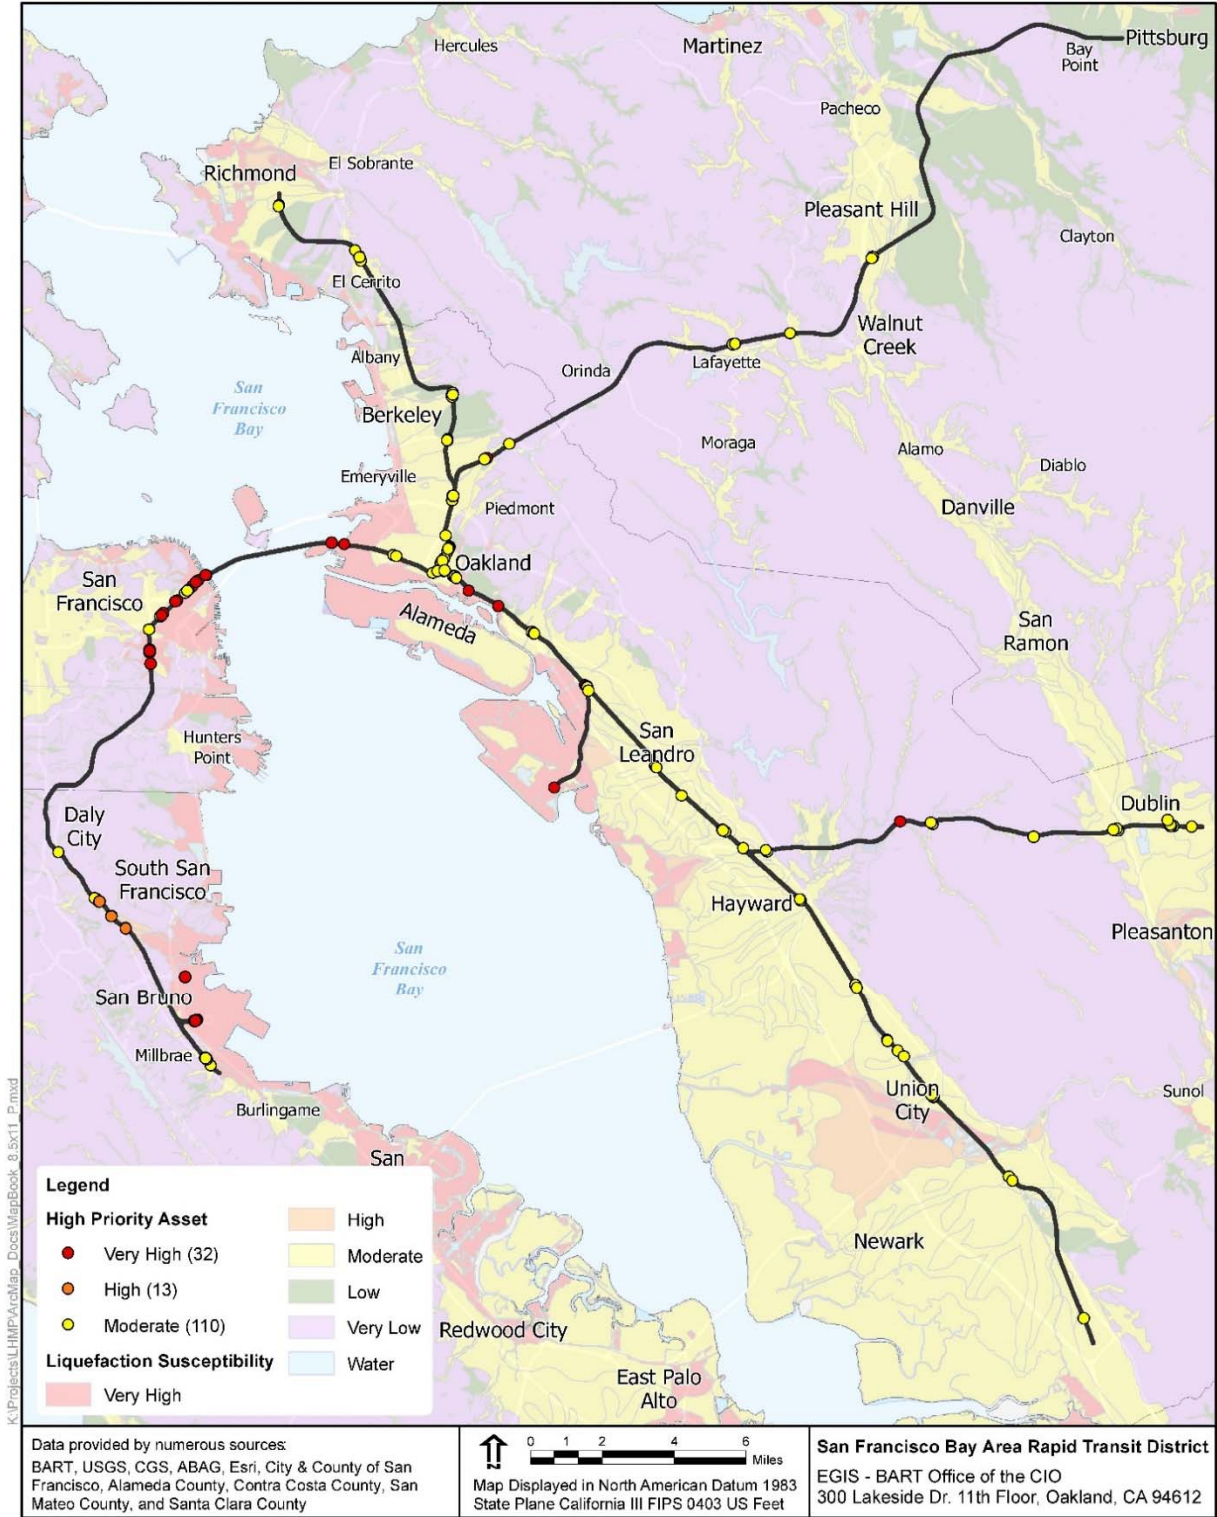 Hercules
Martinez
Pittsburg
Bay
Point
Pacheco
El Sobrante
Richmond
Pleasant Hill
Clayton
El Cerrito
Walnut
Creek
Albany
Orinda
Lafayette
San
Francisco
Bay
Berkeley
Moraga
Alamo
Diablo
Emeryville
Piedmont
Danville
Oakland
San
Francisco
Alameda
San
Ramon
Hunters
Point
San
Leandro
Daly
City
Dublin
South San
Francisco
Hayward
Pleasanton
San
Francisco
Bay
San Bruno
Millbrae
Union
City
Sunol
Burlingame
San
Newark
Redwood City
East Palo
Alto
Legend
High Priority Asset
Very High (32)
High (13)
Moderate (110)
Liquefaction Susceptibility
Very High
High
Moderate
Low
Very Low
Water
K:\Projects\LHMP\ArcMap_Docs\MapBook_8.5x11_P.mxd
Data provided by numerous sources:
BART, USGS, CGS, ABAG, Esri, City & County of San
Francisco, Alameda County, Contra Costa County, San
Mateo County, and Santa Clara County
0 1 2 4 6
Miles
Map Displayed in North American Datum 1983
State Plane California III FIPS 0403 US Feet
San Francisco Bay Area Rapid Transit District
EGIS - BART Office of the CIO
300 Lakeside Dr. 11th Floor, Oakland, CA 94612